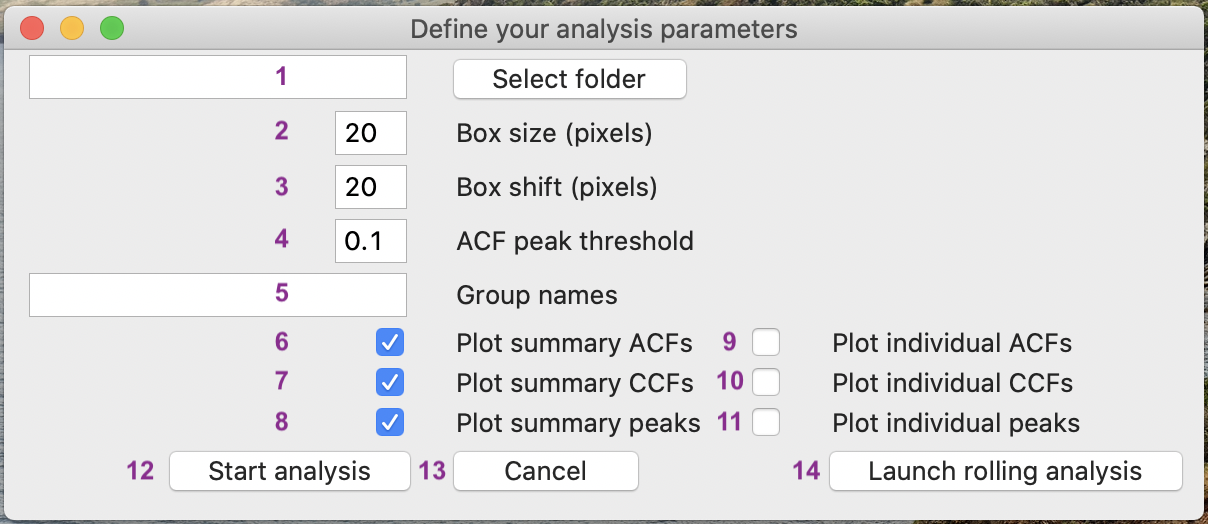 Define your analysis parameters
1 Select folder
2 20 Box size (pixels)
3 20 Box shift (pixels)
4 0.1 ACF peak threshold
5 Group names
6 Plot summary ACFs 9 Plot individual ACFs
7 Plot summary CCFs 10 Plot individual CCFs
8 Plot summary peaks 11 Plot individual peaks
12 Start analysis 13 Cancel 14 Launch rolling analysis